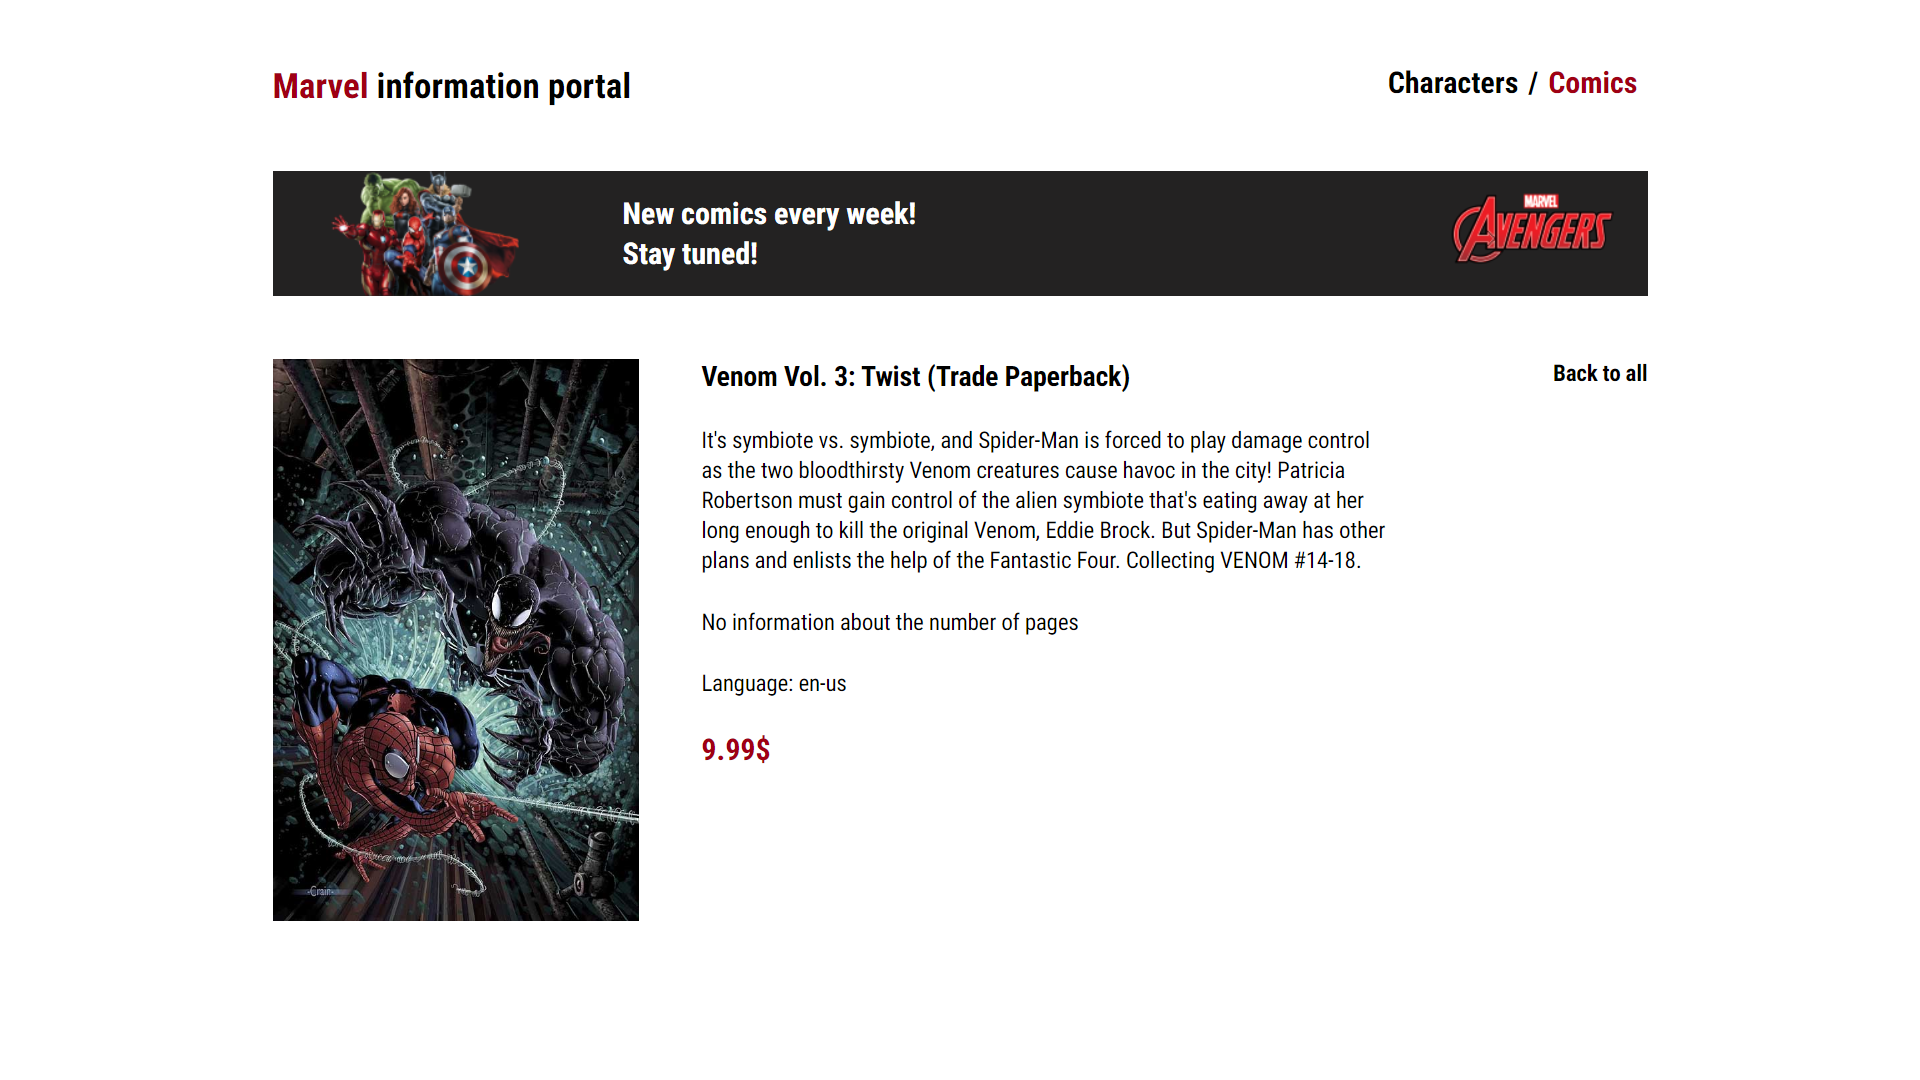 Marvel information portal
Characters / Comics
New comics every week!
Stay tuned!
MARVEL
AVENGERS
Venom Vol. 3: Twist (Trade Paperback)
Back to all
It's symbiote vs. symbiote, and Spider-Man is forced to play damage control
as the two bloodthirsty Venom creatures cause havoc in the city! Patricia
Robertson must gain control of the alien symbiote that's eating away at her
long enough to kill the original Venom, Eddie Brock. But Spider-Man has other
plans and enlists the help of the Fantastic Four. Collecting VENOM #14-18.
No information about the number of pages
Language: en-us
9.99$
-Crain-